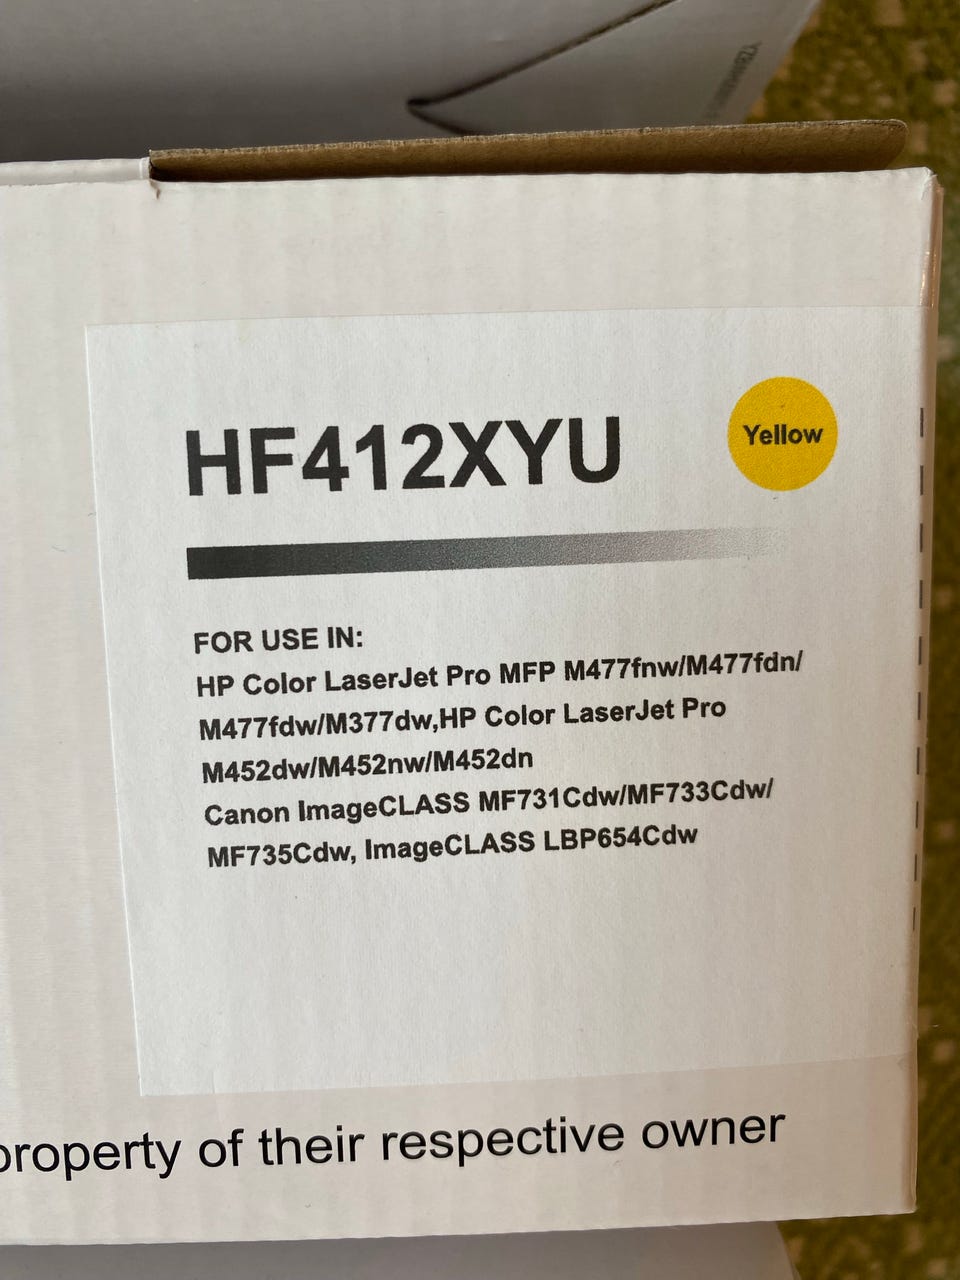 HF412XYU
Yellow
FOR USE IN:
HP Color LaserJet Pro MFP M477fnw/M477fdn/
M477fdw/M377dw,HP Color LaserJet Pro
M452dw/M452nw/M452dn
Canon ImageCLASS MF731Cdw/MF733Cdw/
MF735Cdw, ImageCLASS LBP654Cdw
property of their respective owner